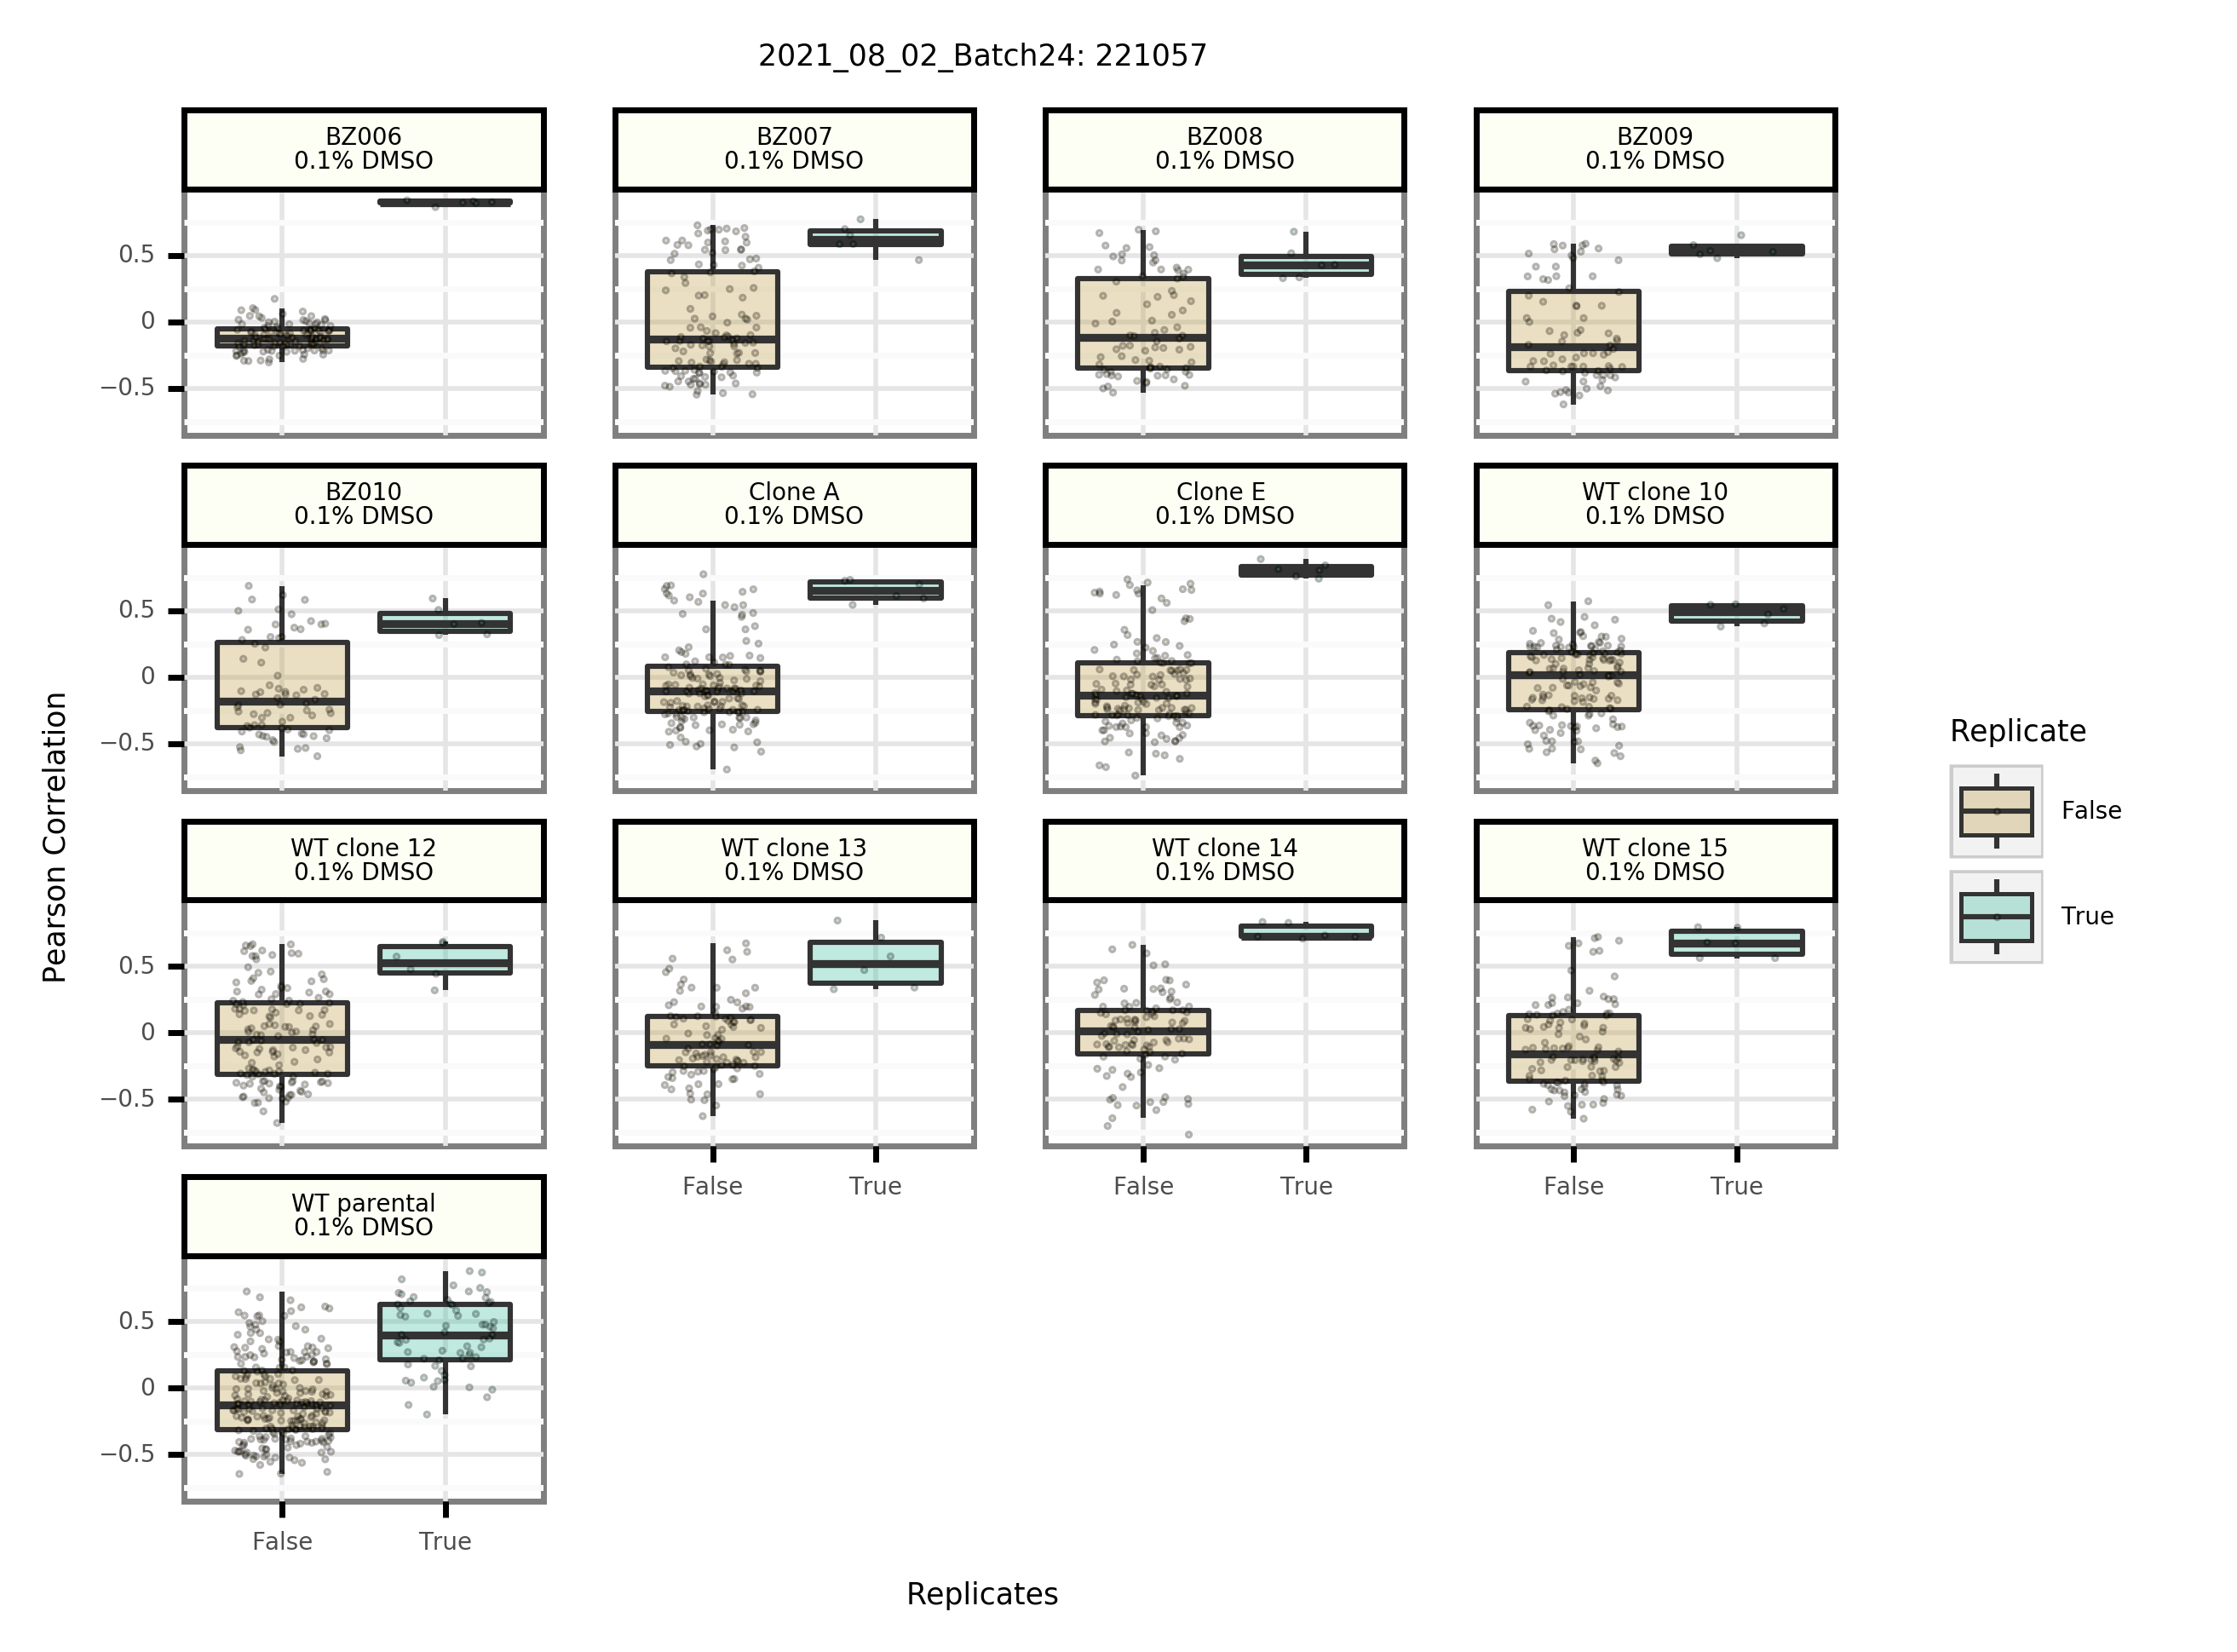 2021_08_02_Batch24: 221057
BZ006
0.1% DMSO
BZ007
0.1% DMSO
BZ008
0.1% DMSO
BZ009
0.1% DMSO
0.5
0
−0.5
BZ010
0.1% DMSO
Clone A
0.1% DMSO
Clone E
0.1% DMSO
WT clone 10
0.1% DMSO
0.5
0
−0.5
WT clone 12
0.1% DMSO
WT clone 13
0.1% DMSO
WT clone 14
0.1% DMSO
WT clone 15
0.1% DMSO
0.5
0
−0.5
False
True
False
True
False
True
WT parental
0.1% DMSO
0.5
0
−0.5
False
True
Replicates
Pearson Correlation
Replicate
False
True